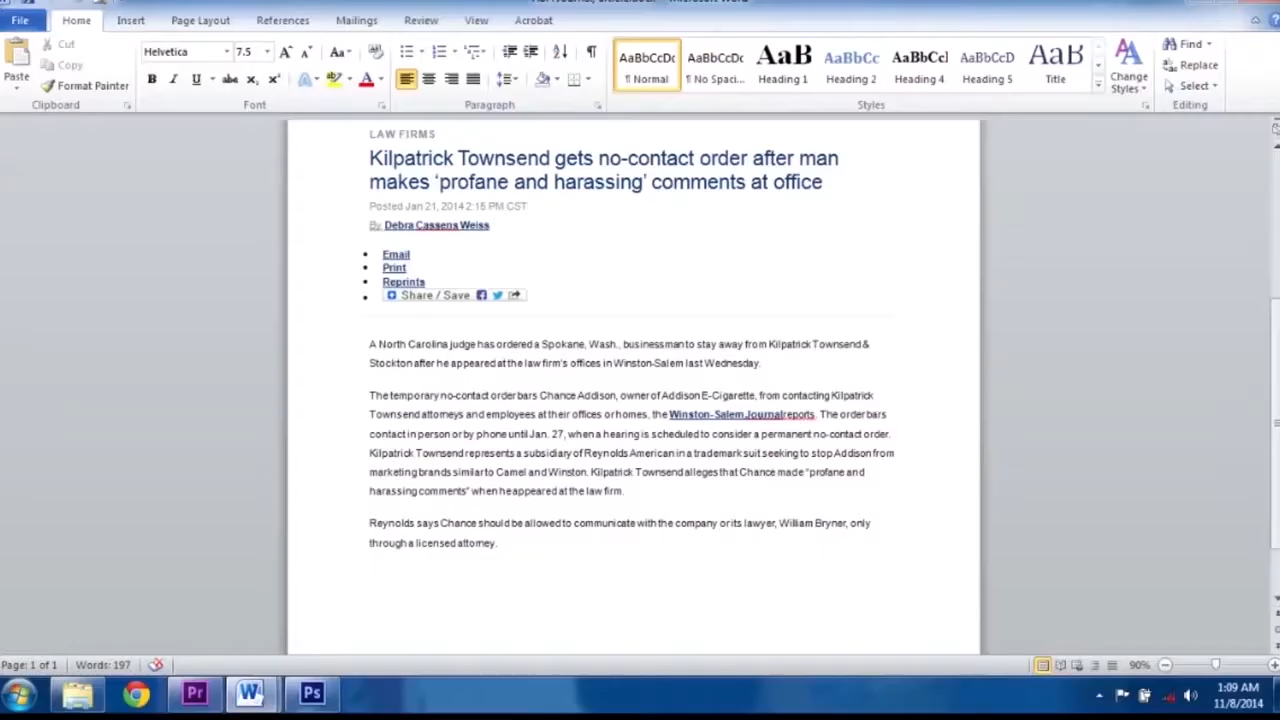 File Home Insert Page Layout References Mailings Review View Acrobat
Cut
Copy
Format Painter
Paste
Helvetica 7.5
AaBbCcDc AaBbCcDc AaB AaBbCc AaBbCcI AaBbCcD AaB
¶ Normal ¶ No Spaci... Heading 1 Heading 2 Heading 4 Heading 5 Title
Change
Styles
Find
Replace
Select
Clipboard Font Paragraph Styles Editing
LAW FIRMS
Kilpatrick Townsend gets no-contact order after man
makes ‘profane and harassing’ comments at office
Posted Jan 21, 2014 2:15 PM CST
By Debra Cassens Weiss
Email
Print
Reprints
Share / Save
A North Carolina judge has ordered a Spokane, Wash., businessman to stay away from Kilpatrick Townsend &
Stockton after he appeared at the law firm’s offices in Winston-Salem last Wednesday.
The temporary no-contact order bars Chance Addison, owner of Addison E-Cigarette, from contacting Kilpatrick
Townsend attorneys and employees at their offices or homes, the Winston-Salem Journal reports. The order bars
contact in person or by phone until Jan. 27, when a hearing is scheduled to consider a permanent no-contact order.
Kilpatrick Townsend represents a subsidiary of Reynolds American in a trademark suit seeking to stop Addison from
marketing brands similar to Camel and Winston. Kilpatrick Townsend alleges that Chance made “profane and
harassing comments” when he appeared at the law firm.
Reynolds says Chance should be allowed to communicate with the company or its lawyer, William Bryner, only
through a licensed attorney.
Page: 1 of 1 Words: 197 90%
Pr W Ps
1:09 AM
11/8/2014